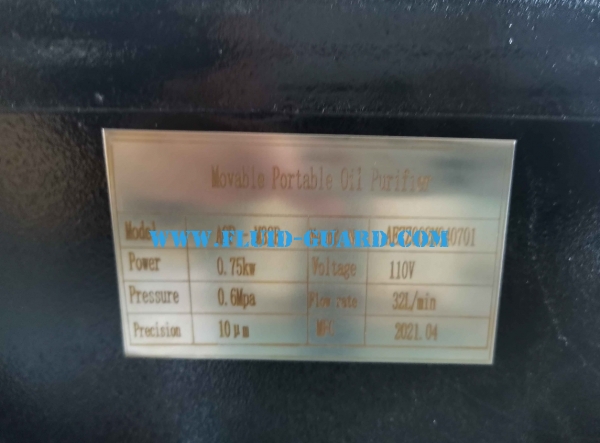 Movable Portable Oil Purifier
Model
WWW.FLUID-GUARD.COM
Power 0.75kw Voltage 110V
Pressure 0.6Mpa Flow rate 32L/min
Precision 10μm 2021.04